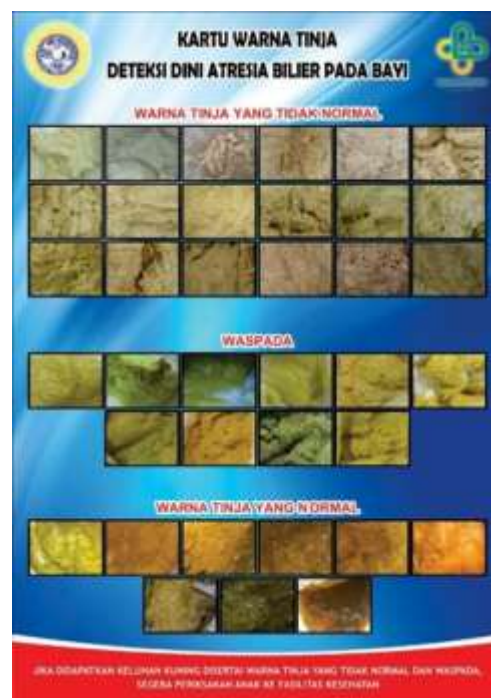 KARTU WARNA TINJA
DETEKSI DINI ATRESIA BILIER PADA BAYI
WARNA TINJA YANG TIDAK NORMAL
WASPADA
WARNA TINJA YANG NORMAL
JIKA DIDAPATKAN KELUHAN KUNING DISERTAI WARNA TINJA YANG TIDAK NORMAL DAN WASPADA,
SEGERA PERIKSAKAN ANAK KE FASILITAS KESEHATAN